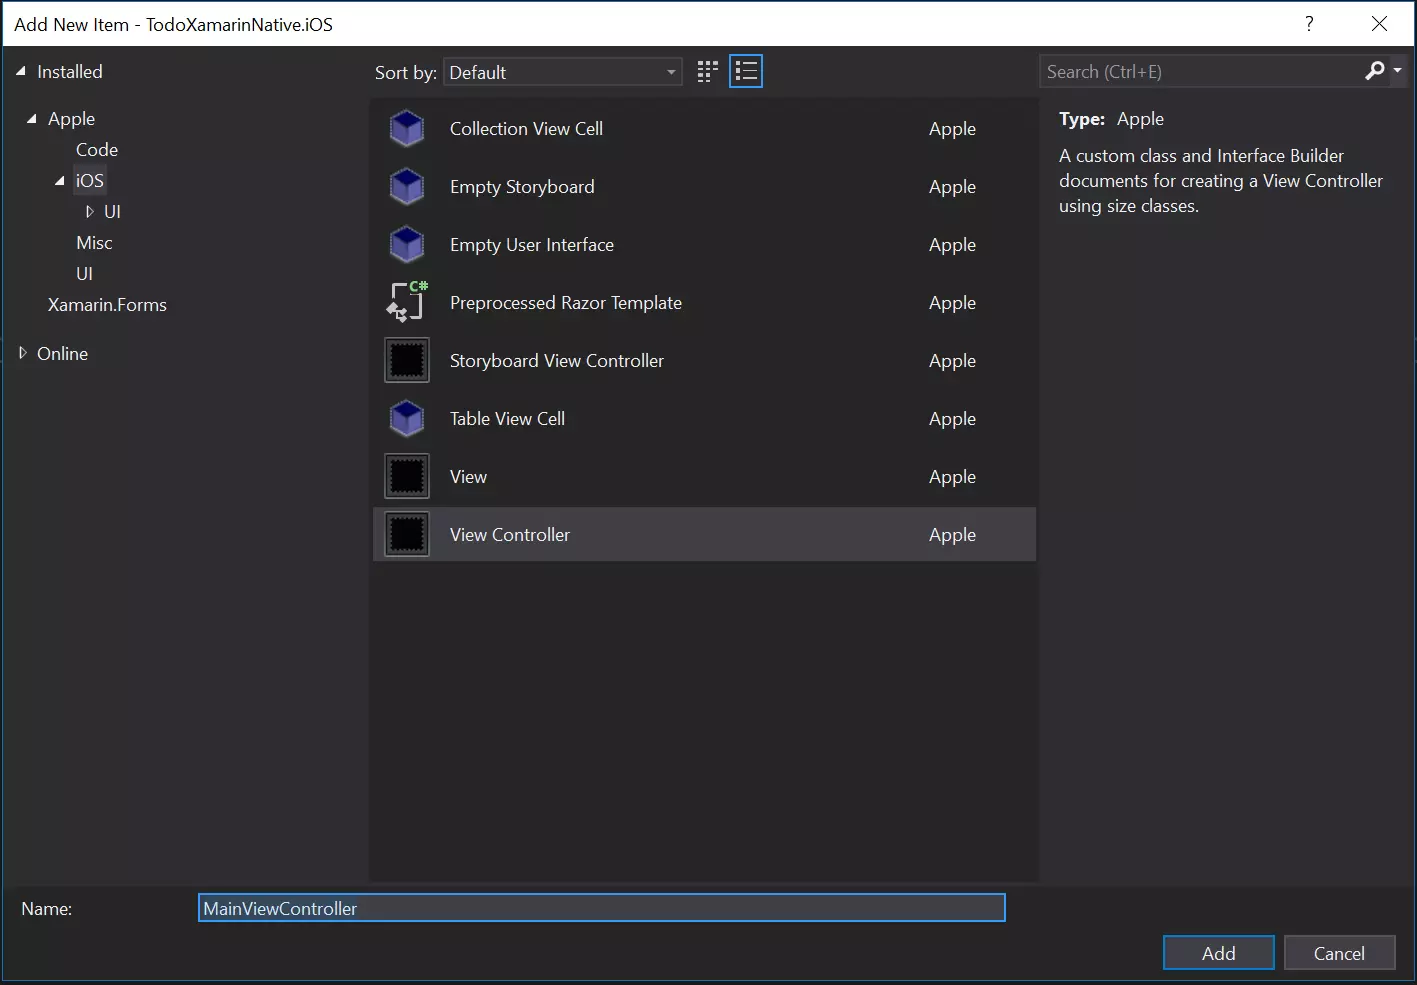 Add New Item - TodoXamarinNative.iOS
?
Installed
Apple
Code
iOS
UI
Misc
UI
Xamarin.Forms
Online
Sort by: Default
Collection View Cell Apple
Empty Storyboard Apple
Empty User Interface Apple
C#
Preprocessed Razor Template Apple
Storyboard View Controller Apple
Table View Cell Apple
View Apple
View Controller Apple
Search (Ctrl+E)
Type: Apple
A custom class and Interface Builder
documents for creating a View Controller
using size classes.
Name: MainViewController
Add Cancel